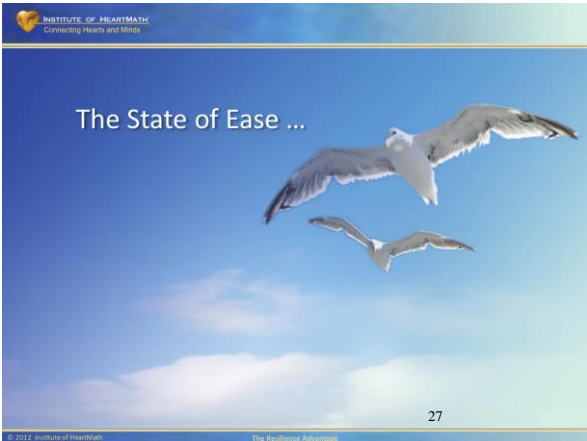 INSTITUTE OF HEARTMATH
Connecting Hearts and Minds
The State of Ease ...
27
© 2012 Institute of HeartMath
The Resilience Advantage